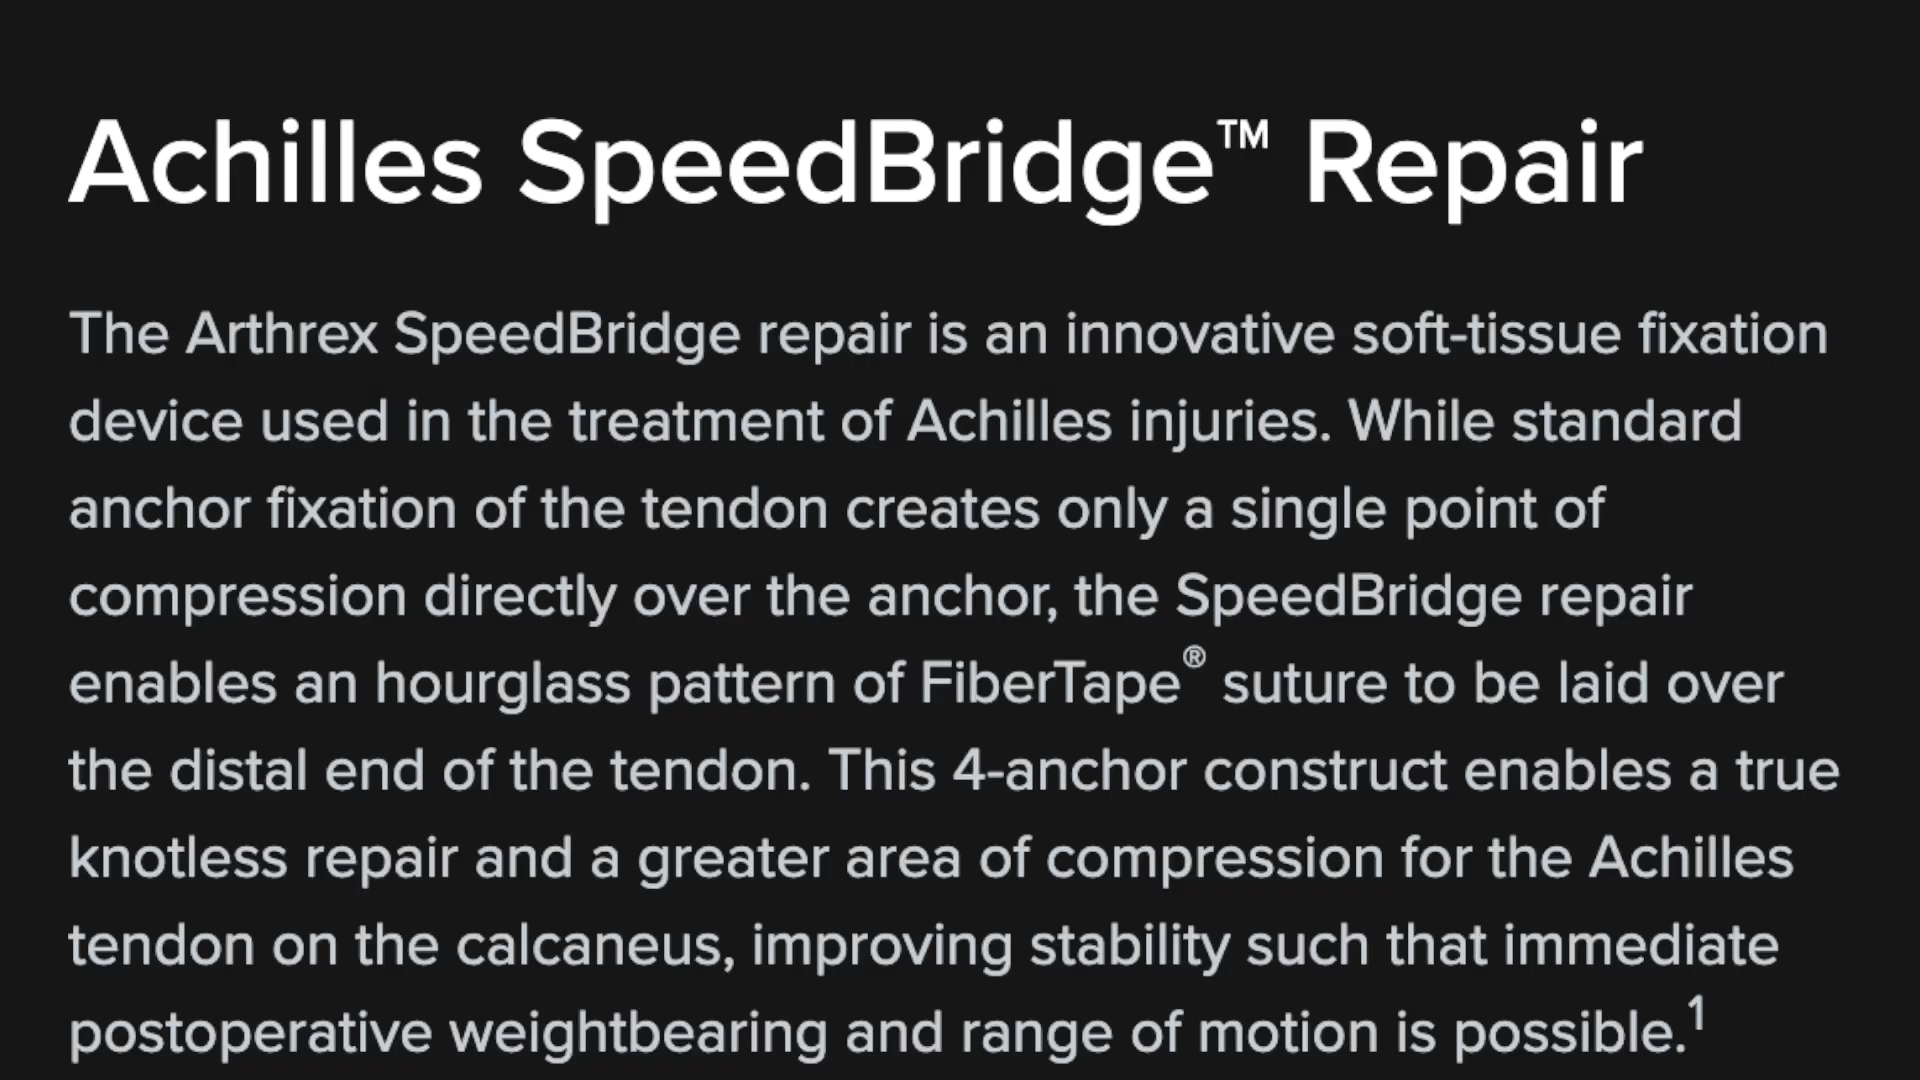 Achilles SpeedBridge™ Repair
The Arthrex SpeedBridge repair is an innovative soft-tissue fixation
device used in the treatment of Achilles injuries. While standard
anchor fixation of the tendon creates only a single point of
compression directly over the anchor, the SpeedBridge repair
enables an hourglass pattern of FiberTape® suture to be laid over
the distal end of the tendon. This 4-anchor construct enables a true
knotless repair and a greater area of compression for the Achilles
tendon on the calcaneus, improving stability such that immediate
postoperative weightbearing and range of motion is possible.¹